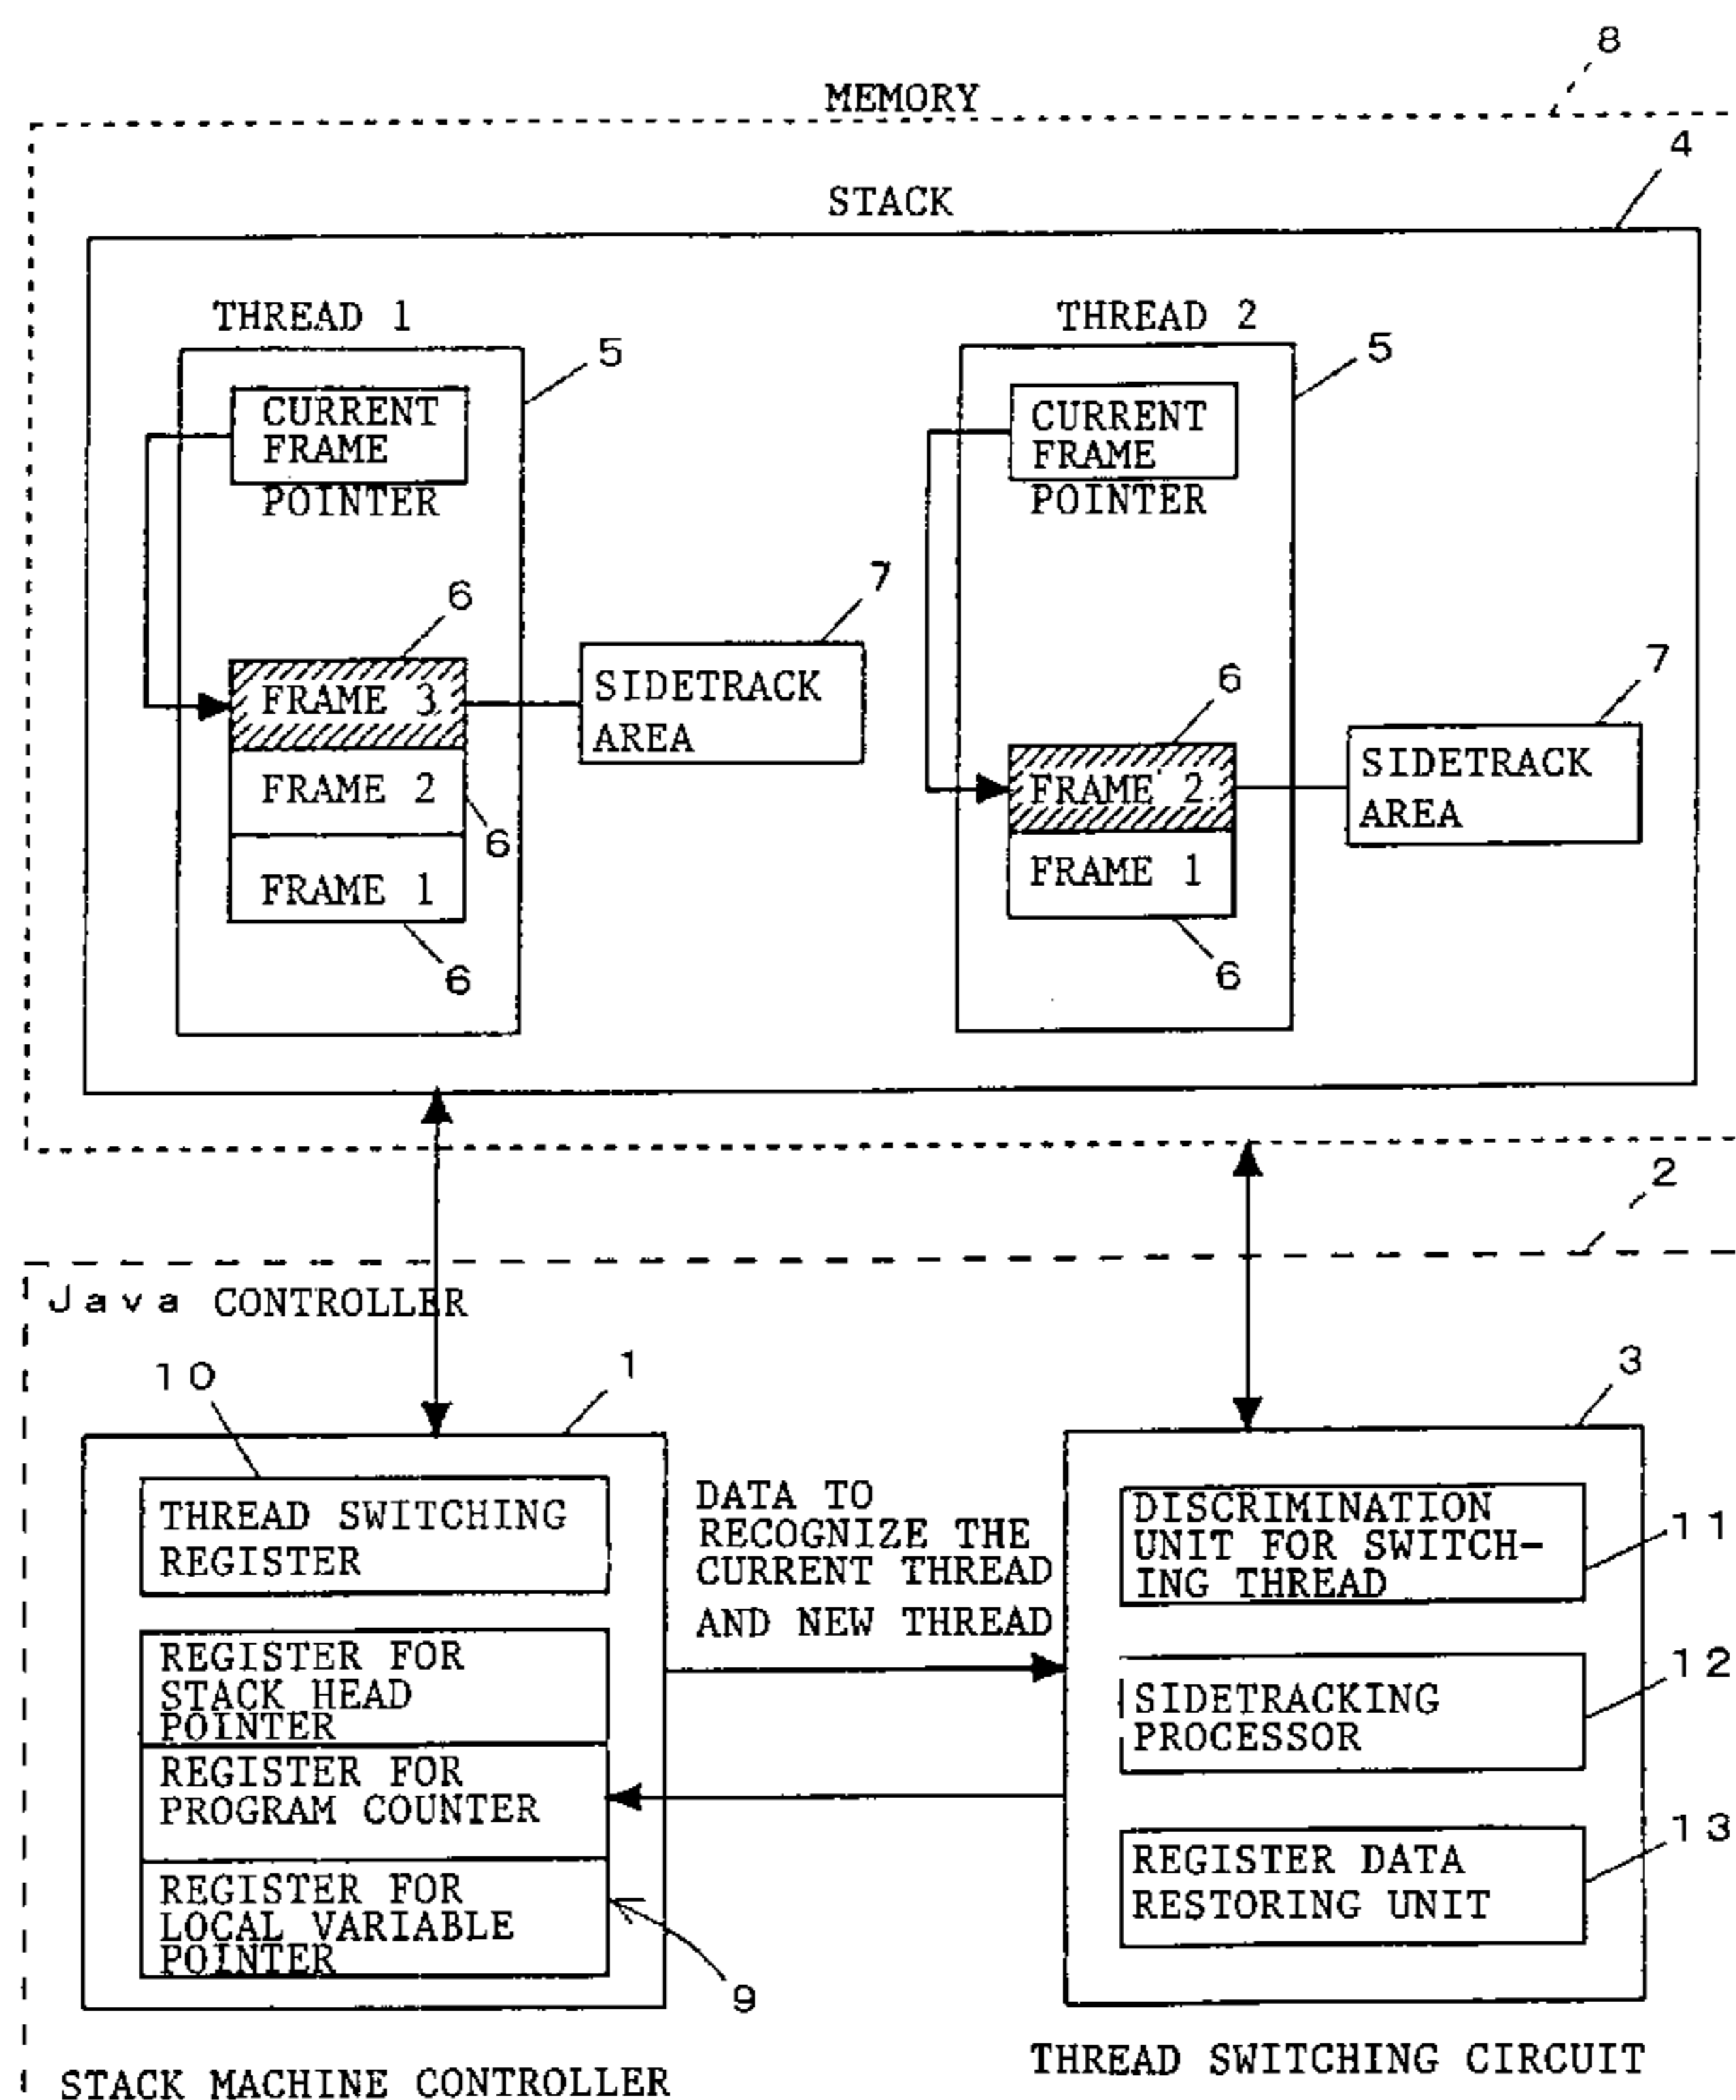 8
MEMORY
4
STACK
THREAD 1
5
CURRENT
FRAME
POINTER
6
FRAME 3
FRAME 2
6
FRAME 1
6
7
SIDETRACK
AREA
THREAD 2
5
CURRENT
FRAME
POINTER
6
FRAME 2
FRAME 1
6
7
SIDETRACK
AREA
2
Java CONTROLLER
10
1
THREAD SWITCHING
REGISTER
REGISTER FOR
STACK HEAD
POINTER
REGISTER FOR
PROGRAM COUNTER
REGISTER FOR
LOCAL VARIABLE
POINTER
9
STACK MACHINE CONTROLLER
DATA TO
RECOGNIZE THE
CURRENT THREAD
AND NEW THREAD
3
DISCRIMINATION
UNIT FOR SWITCH-
ING THREAD
11
SIDETRACKING
PROCESSOR
12
REGISTER DATA
RESTORING UNIT
13
THREAD SWITCHING CIRCUIT